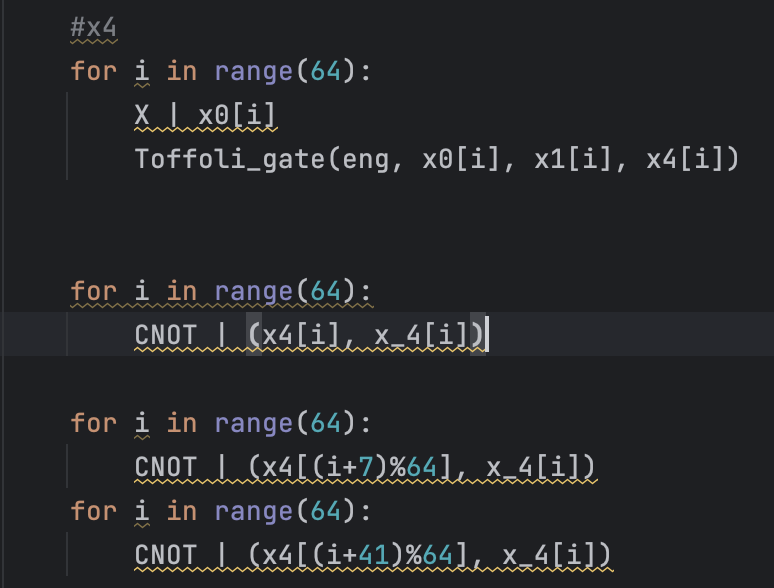 #x4
for i in range(64):
    X | x0[i]
    Toffoli_gate(eng, x0[i], x1[i], x4[i])
for i in range(64):
    CNOT | (x4[i], x_4[i])
for i in range(64):
    CNOT | (x4[(i+7)%64], x_4[i])
for i in range(64):
    CNOT | (x4[(i+41)%64], x_4[i])